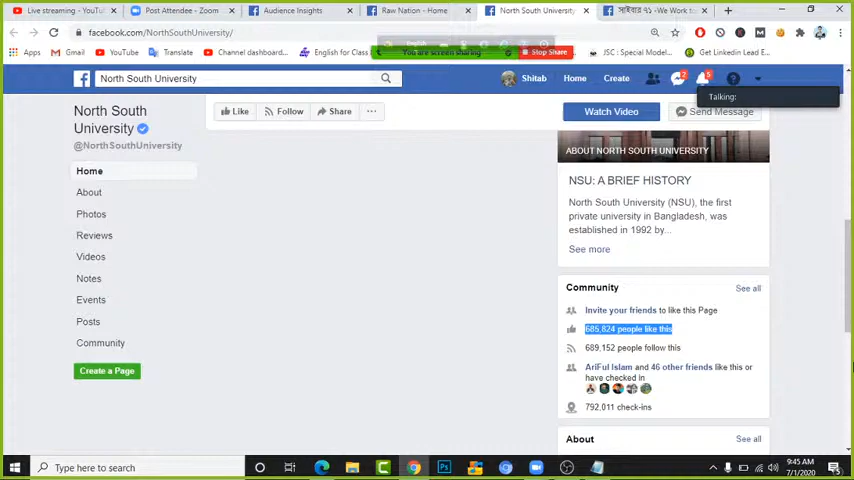 Live streaming - YouTu
Post Attendee - Zoom
Audience Insights
Raw Nation - Home
North South University
সাইবার ৭১ -We Work fo
facebook.com/NorthSouthUniversity/
Apps
Gmail
YouTube
Translate
Channel dashboard...
English for Class
You are screen sharing
Stop Share
JSC : Special Model...
Get Linkedin Lead E...
North South University
Shitab
Home
Create
2
5
Talking:
North South
University
@NorthSouthUniversity
Like
Follow
Share
Watch Video
Send Message
Home
About
Photos
Reviews
Videos
Notes
Events
Posts
Community
Create a Page
ABOUT NORTH SOUTH UNIVERSITY
NSU: A BRIEF HISTORY
North South University (NSU), the first
private university in Bangladesh, was
established in 1992 by...
See more
Community
See all
Invite your friends to like this Page
685,824 people like this
689,152 people follow this
AriFul Islam and 46 other friends like this or
have checked in
792,011 check-ins
About
See all
Type here to search
9:45 AM
7/1/2020